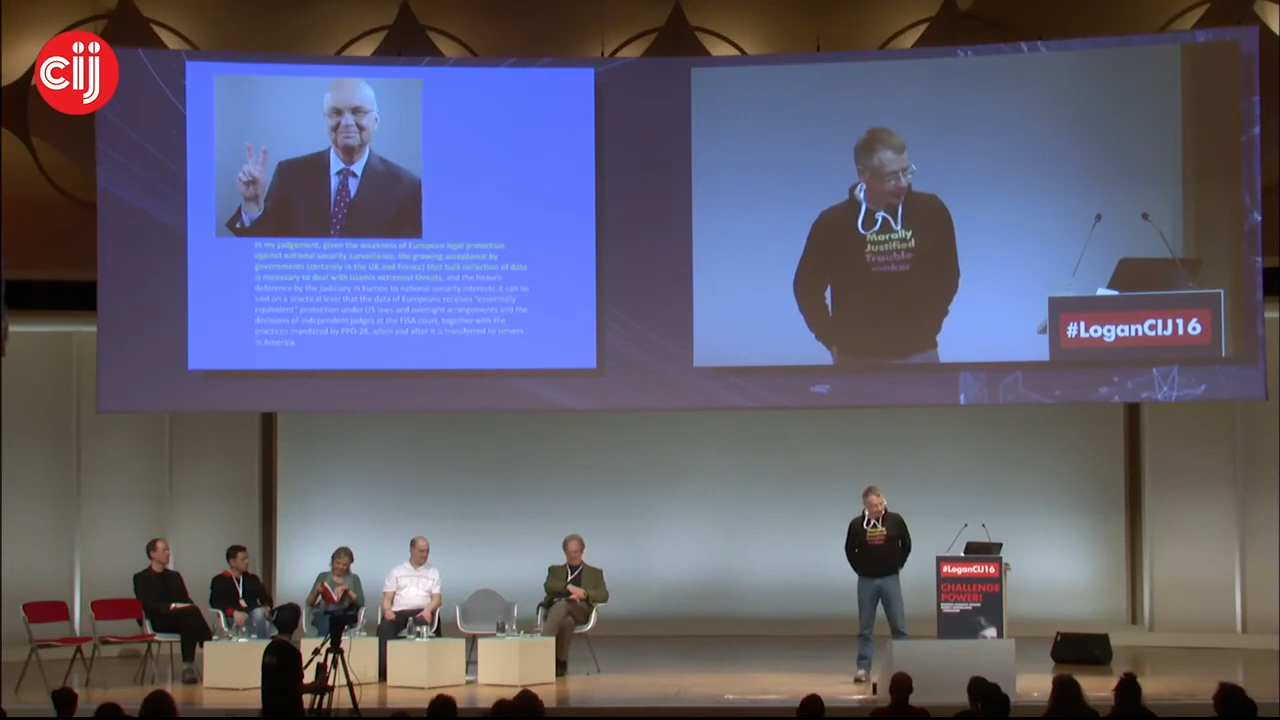 cij
In my judgement, given the weakness of European legal protection
against national security surveillance, the growing acceptance by
governments (certainly in the UK and France) that bulk collection of data
is necessary to deal with Islamic extremist threats, and the historic
deference by the judiciary in Europe to national security interests, it can be
said on a practical level that the data of Europeans receives "essentially
equivalent" protection under US laws and oversight arrangements and the
decisions of independent judges at the FISA court, together with the
practices mandated by PPD-28, when and after it is transferred to servers
in America.
Morally
Justified
Trouble-
maker
#LoganCIJ16
#LoganCIJ16
CHALLENGE
POWER!